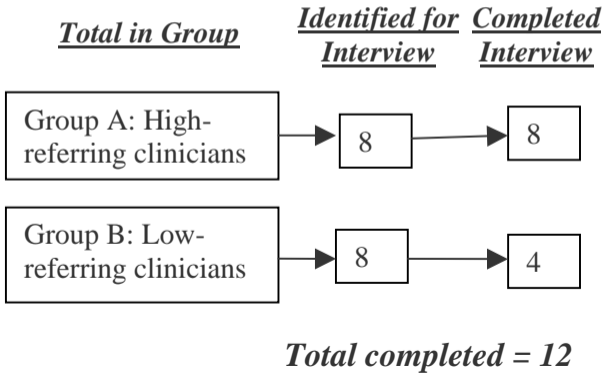 Total in Group
Identified for
Interview
Completed
Interview
Group A: High-
referring clinicians
8
8
Group B: Low-
referring clinicians
8
4
Total completed = 12